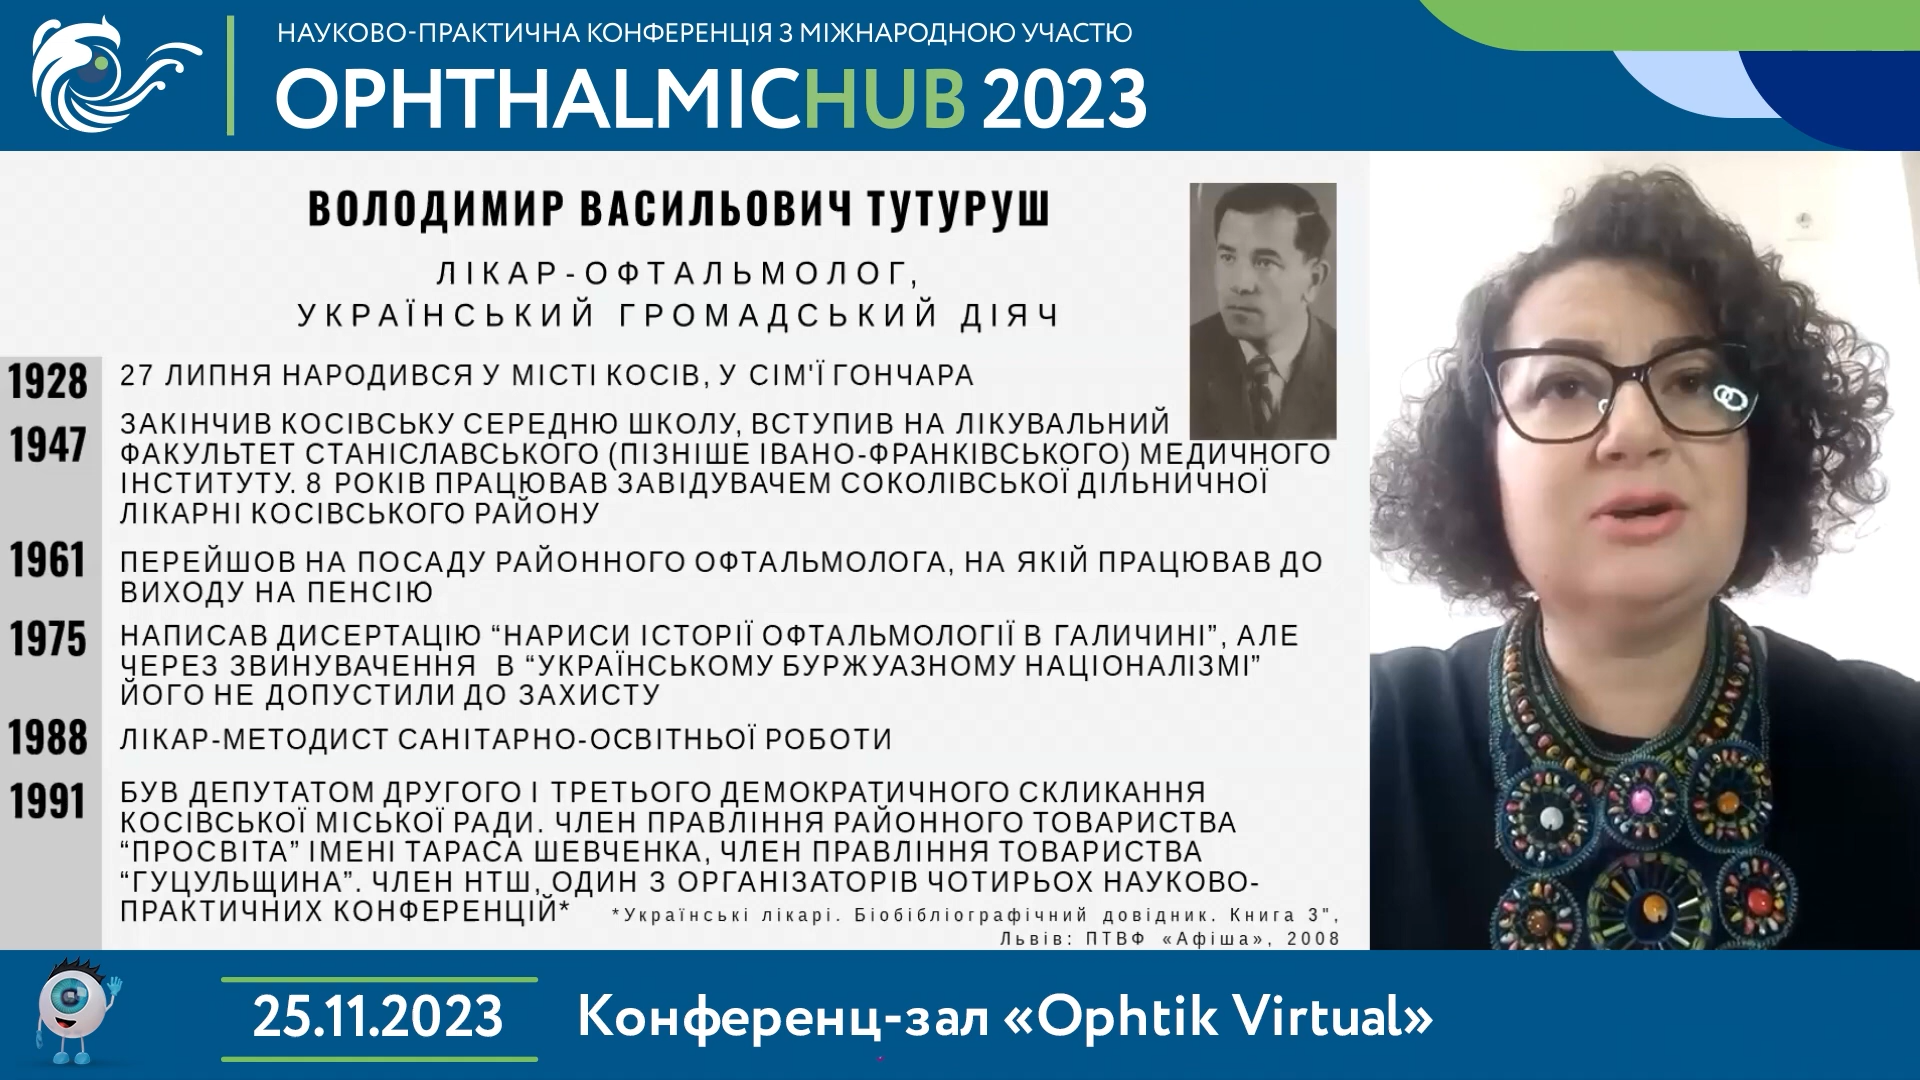 НАУКОВО-ПРАКТИЧНА КОНФЕРЕНЦІЯ З МІЖНАРОДНОЮ УЧАСТЮ
OPHTHALMICHUB 2023
ВОЛОДИМИР ВАСИЛЬОВИЧ ТУТУРУШ
ЛІКАР-ОФТАЛЬМОЛОГ,
УКРАЇНСЬКИЙ ГРОМАДСЬКИЙ ДІЯЧ
1928
27 ЛИПНЯ НАРОДИВСЯ У МІСТІ КОСІВ, У СІМ'Ї ГОНЧАРА
1947
ЗАКІНЧИВ КОСІВСЬКУ СЕРЕДНЮ ШКОЛУ, ВСТУПИВ НА ЛІКУВАЛЬНИЙ
ФАКУЛЬТЕТ СТАНІСЛАВСЬКОГО (ПІЗНІШЕ ІВАНО-ФРАНКІВСЬКОГО) МЕДИЧНОГО
ІНСТИТУТУ. 8 РОКІВ ПРАЦЮВАВ ЗАВІДУВАЧЕМ СОКОЛІВСЬКОЇ ДІЛЬНИЧНОЇ
ЛІКАРНІ КОСІВСЬКОГО РАЙОНУ
1961
ПЕРЕЙШОВ НА ПОСАДУ РАЙОННОГО ОФТАЛЬМОЛОГА, НА ЯКІЙ ПРАЦЮВАВ ДО
ВИХОДУ НА ПЕНСІЮ
1975
НАПИСАВ ДИСЕРТАЦІЮ “НАРИСИ ІСТОРІЇ ОФТАЛЬМОЛОГІЇ В ГАЛИЧИНІ”, АЛЕ
ЧЕРЕЗ ЗВИНУВАЧЕННЯ В “УКРАЇНСЬКОМУ БУРЖУАЗНОМУ НАЦІОНАЛІЗМІ”
ЙОГО НЕ ДОПУСТИЛИ ДО ЗАХИСТУ
1988
ЛІКАР-МЕТОДИСТ САНІТАРНО-ОСВІТНЬОЇ РОБОТИ
1991
БУВ ДЕПУТАТОМ ДРУГОГО І ТРЕТЬОГО ДЕМОКРАТИЧНОГО СКЛИКАННЯ
КОСІВСЬКОЇ МІСЬКОЇ РАДИ. ЧЛЕН ПРАВЛІННЯ РАЙОННОГО ТОВАРИСТВА
“ПРОСВІТА” ІМЕНІ ТАРАСА ШЕВЧЕНКА, ЧЛЕН ПРАВЛІННЯ ТОВАРИСТВА
“ГУЦУЛЬЩИНА”. ЧЛЕН НТШ, ОДИН З ОРГАНІЗАТОРІВ ЧОТИРЬОХ НАУКОВО-
ПРАКТИЧНИХ КОНФЕРЕНЦІЙ*
*Українські лікарі. Біобібліографічний довідник. Книга 3",
Львів: ПТВФ «Афіша», 2008
25.11.2023
Конференц-зал «Ophtik Virtual»